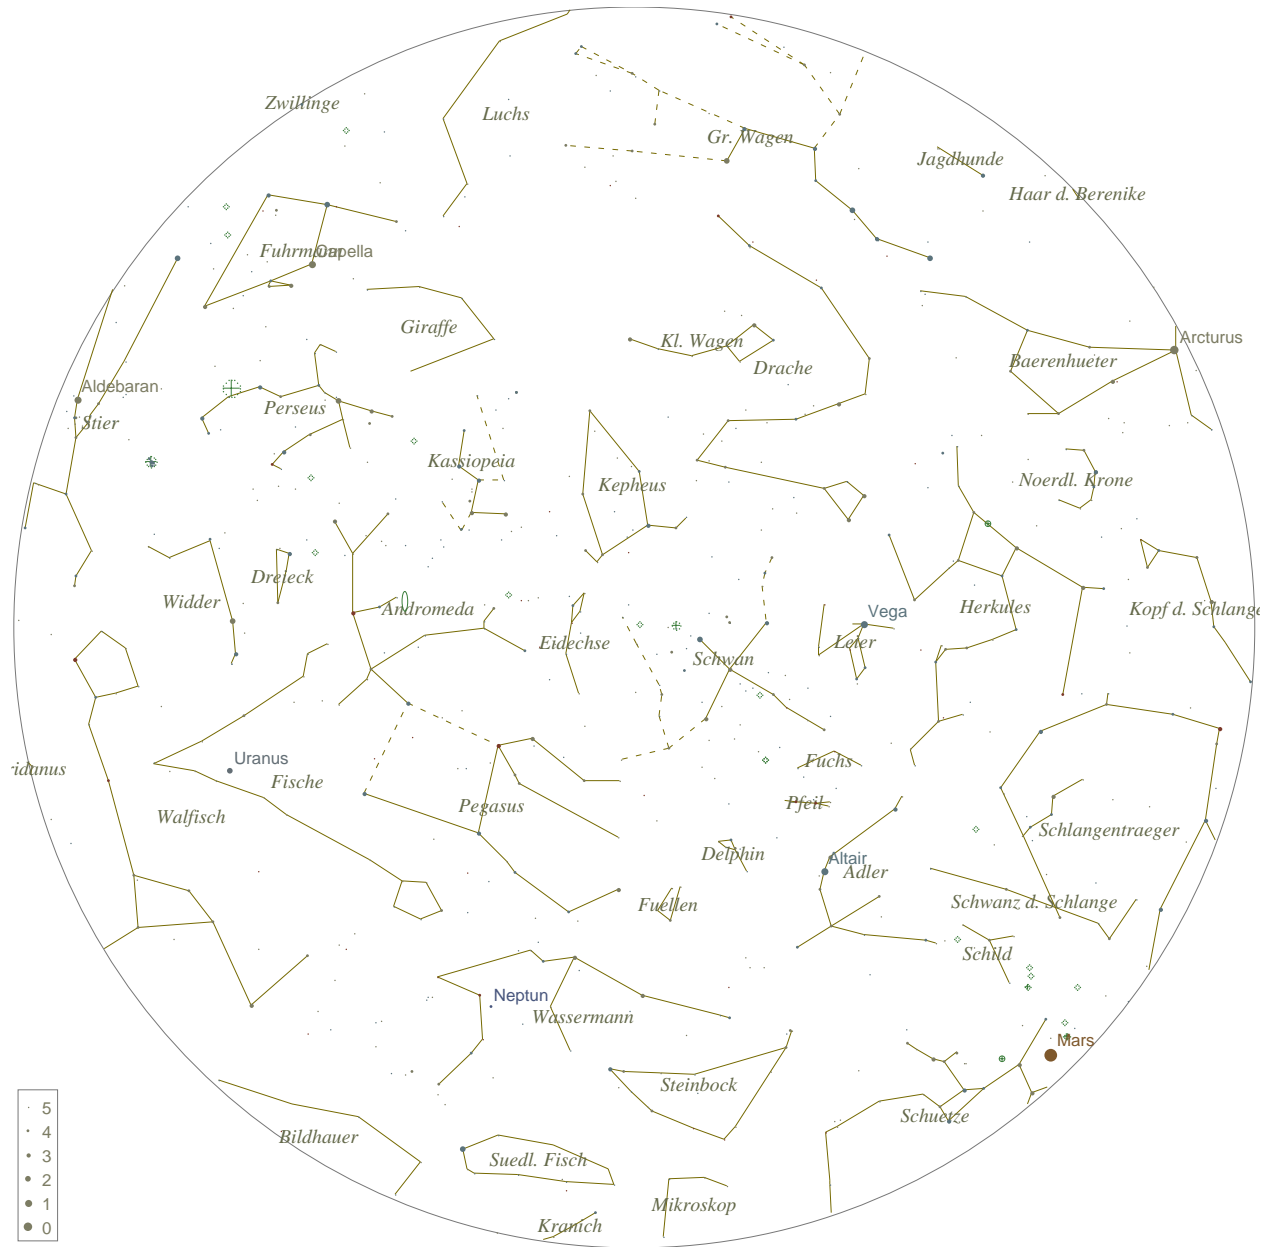 Zwillinge
Luchs
Gr. Wagen
Jagdhunde
Haar d. Berenike
Fuhrmann
Capella
Giraffe
Kl. Wagen
Drache
Baerenhueter
Arcturus
Aldebaran
Stier
Perseus
Kassiopeia
Kepheus
Noerdl. Krone
Dreieck
Widder
Andromeda
Eidechse
Schwan
Vega
Leier
Herkules
Kopf d. Schlange
ridanus
Uranus
Fische
Walfisch
Pegasus
Fuchs
Pfeil
Delphin
Altair
Adler
Schlangentraeger
Fuellen
Schwanz d. Schlange
Schild
Neptun
Wassermann
Mars
Steinbock
Schuetze
Bildhauer
Suedl. Fisch
Mikroskop
Kranich
5
4
3
2
1
0